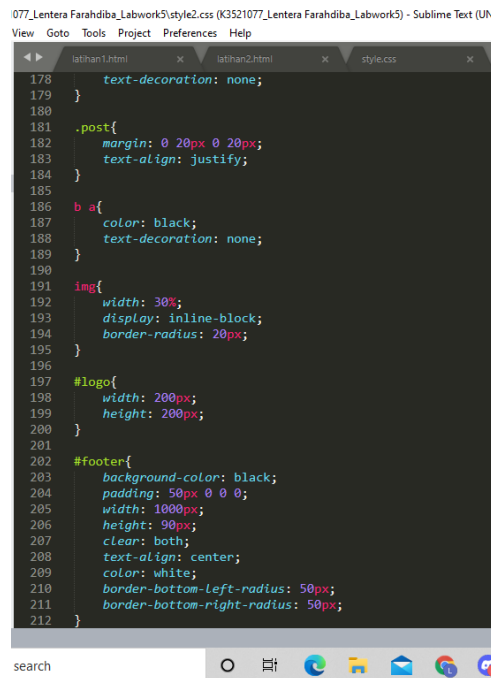 077_Lentera Farahdiba_Labwork5\style2.css (K3521077_Lentera Farahdiba_Labwork5) - Sublime Text (UN
View Goto Tools Project Preferences Help
latihan1.html × latihan2.html × style.css ×
178 text-decoration: none;
179 }
180
181 .post{
182 margin: 0 20px 0 20px;
183 text-align: justify;
184 }
185
186 b a{
187 color: black;
188 text-decoration: none;
189 }
190
191 img{
192 width: 30%;
193 display: inline-block;
194 border-radius: 20px;
195 }
196
197 #logo{
198 width: 200px;
199 height: 200px;
200 }
201
202 #footer{
203 background-color: black;
204 padding: 50px 0 0 0;
205 width: 1000px;
206 height: 90px;
207 clear: both;
208 text-align: center;
209 color: white;
210 border-bottom-left-radius: 50px;
211 border-bottom-right-radius: 50px;
212 }
search